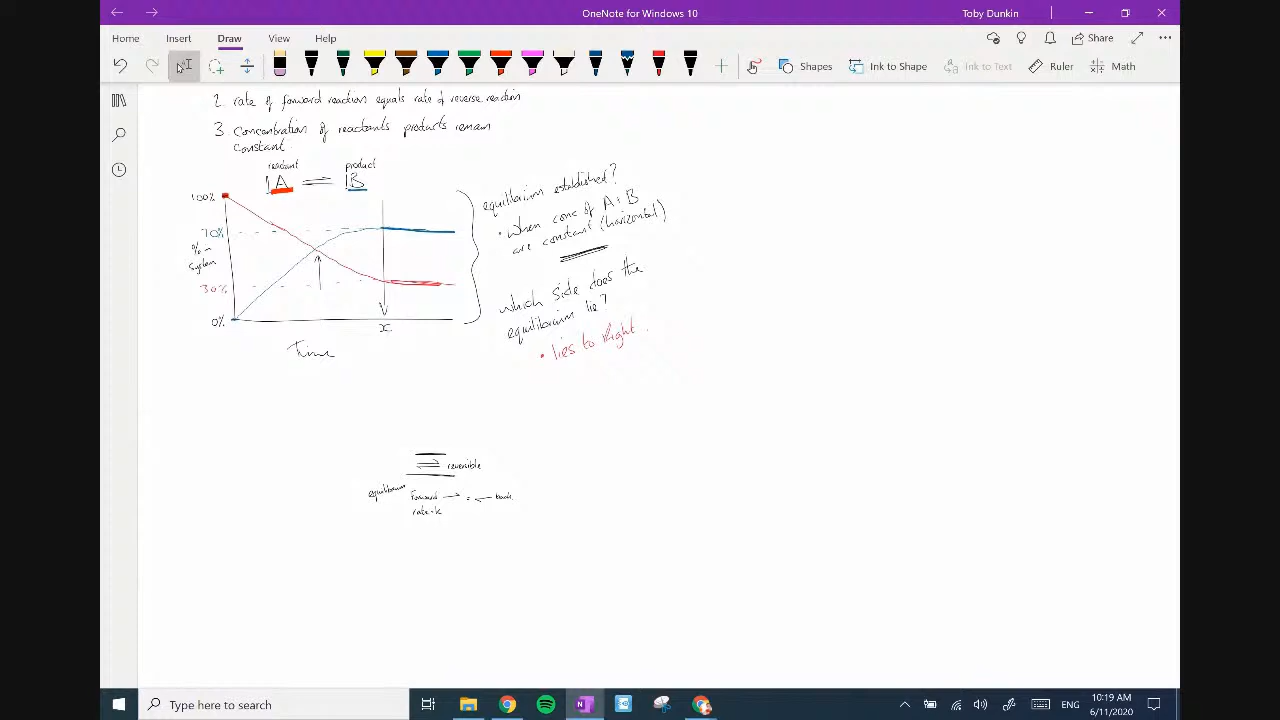 OneNote for Windows 10
Toby Dunkin
Home Insert Draw View Help
Share
Shapes Ink to Shape Ink to Text Ruler Math
2. rate of forward reaction equals rate of reverse reaction
3. concentration of reactants products remain
constant.
reactant product
A ⇌ B
100%
70%
% in
system
30%
0%
x
Time
equilibrium established?
• when conc of A + B
are constant (horizontal)
which side does the
equilibrium lie?
• lies to Right.
⇌ reversible
equilibrium Forward → = ← back.
Type here to search
ENG
10:19 AM
6/11/2020